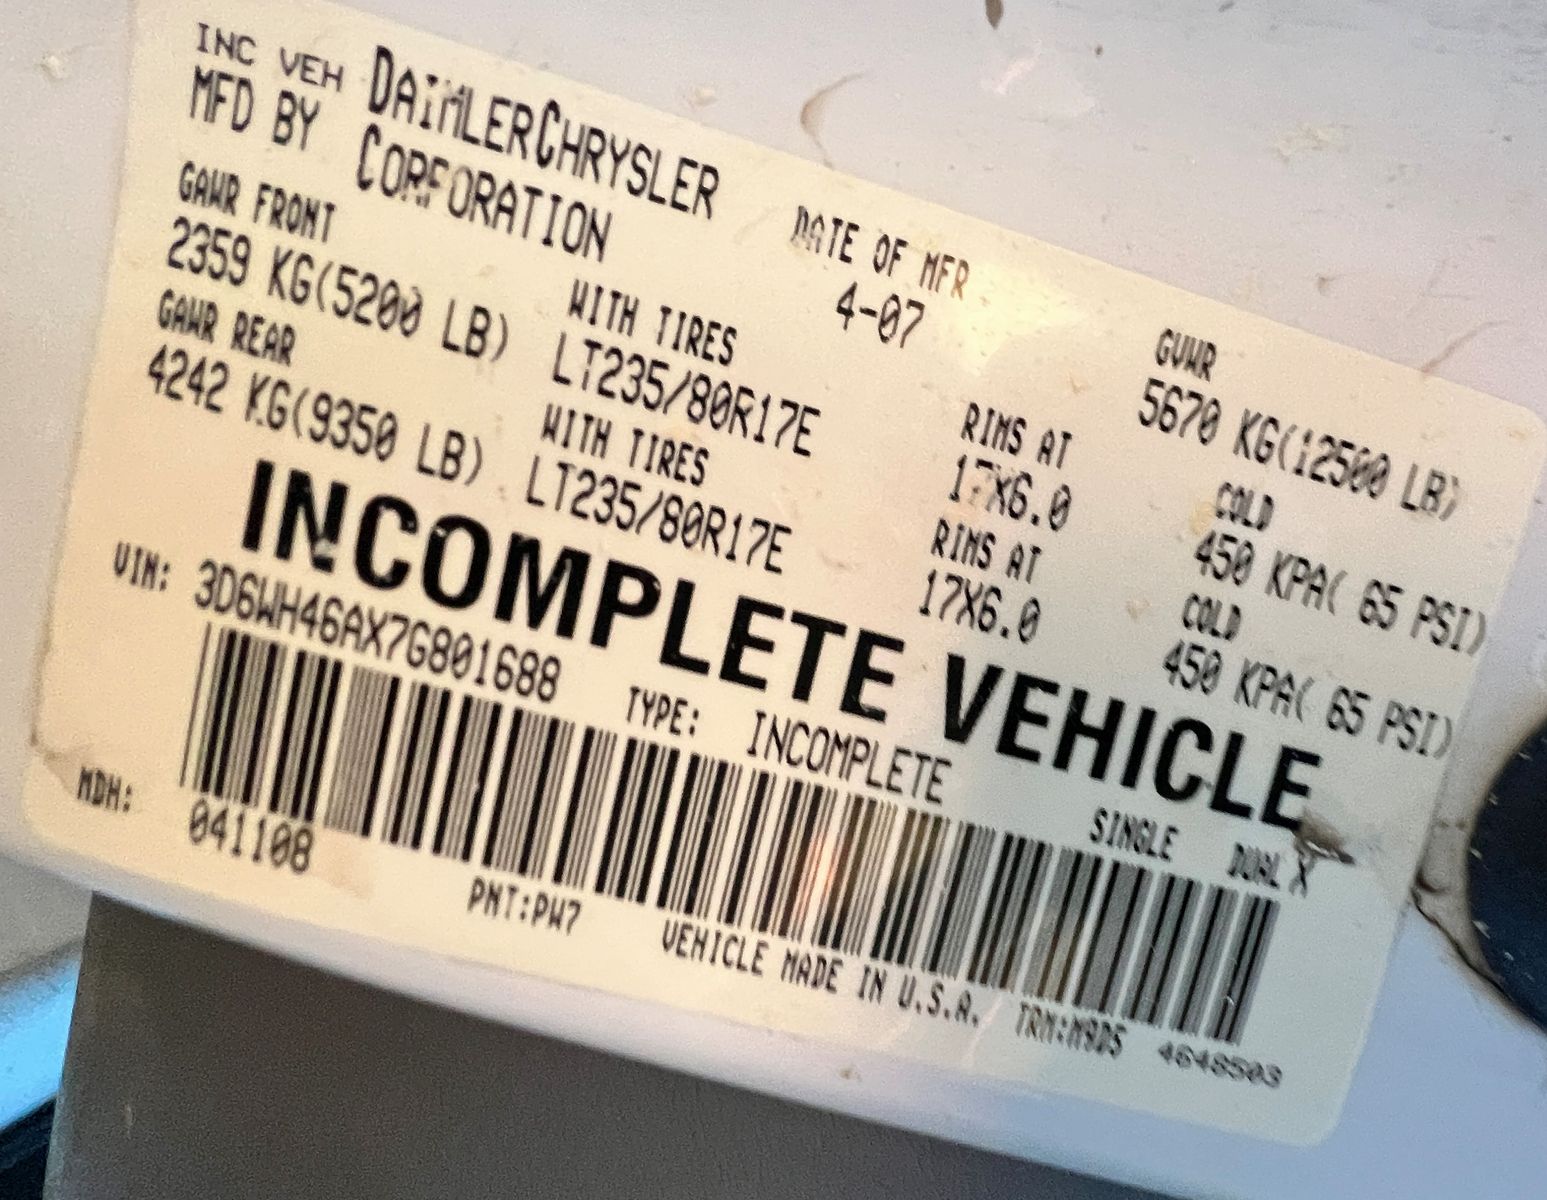 INC VEH DAIMLERCHRYSLER
MFD BY CORPORATION
DATE OF MFR GVWR
4-07 5670 KG(12500 LB)
GAWR FRONT WITH TIRES RIMS AT COLD
2359 KG(5200 LB) LT235/80R17E 17X6.0 450 KPA( 65 PSI)
GAWR REAR WITH TIRES RIMS AT COLD
4242 KG(9350 LB) LT235/80R17E 17X6.0 450 KPA( 65 PSI)
INCOMPLETE VEHICLE
VIN: 3D6WH46AX7G801688 TYPE: INCOMPLETE SINGLE DUAL X
MDH: 041108
PNT:PW7 VEHICLE MADE IN U.S.A. TRM:M9D5 4648503